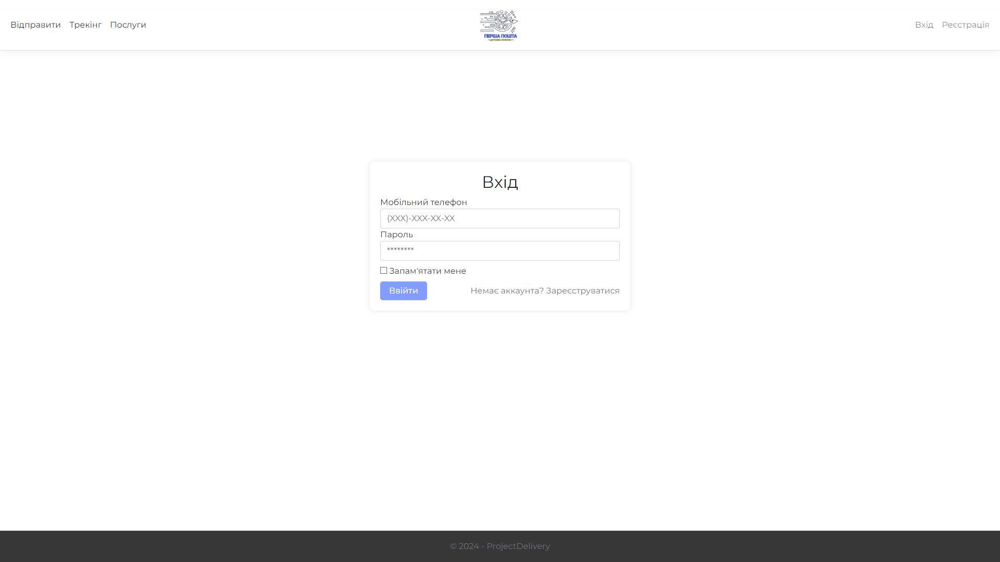 Відправити Трекінг Послуги
ПЕРША ПОШТА
Вхід Реєстрація
Вхід
Мобільний телефон
(XXX)-XXX-XX-XX
Пароль
********
Запам'ятати мене
Ввійти
Немає аккаунта? Зареєструватися
© 2024 - ProjectDelivery